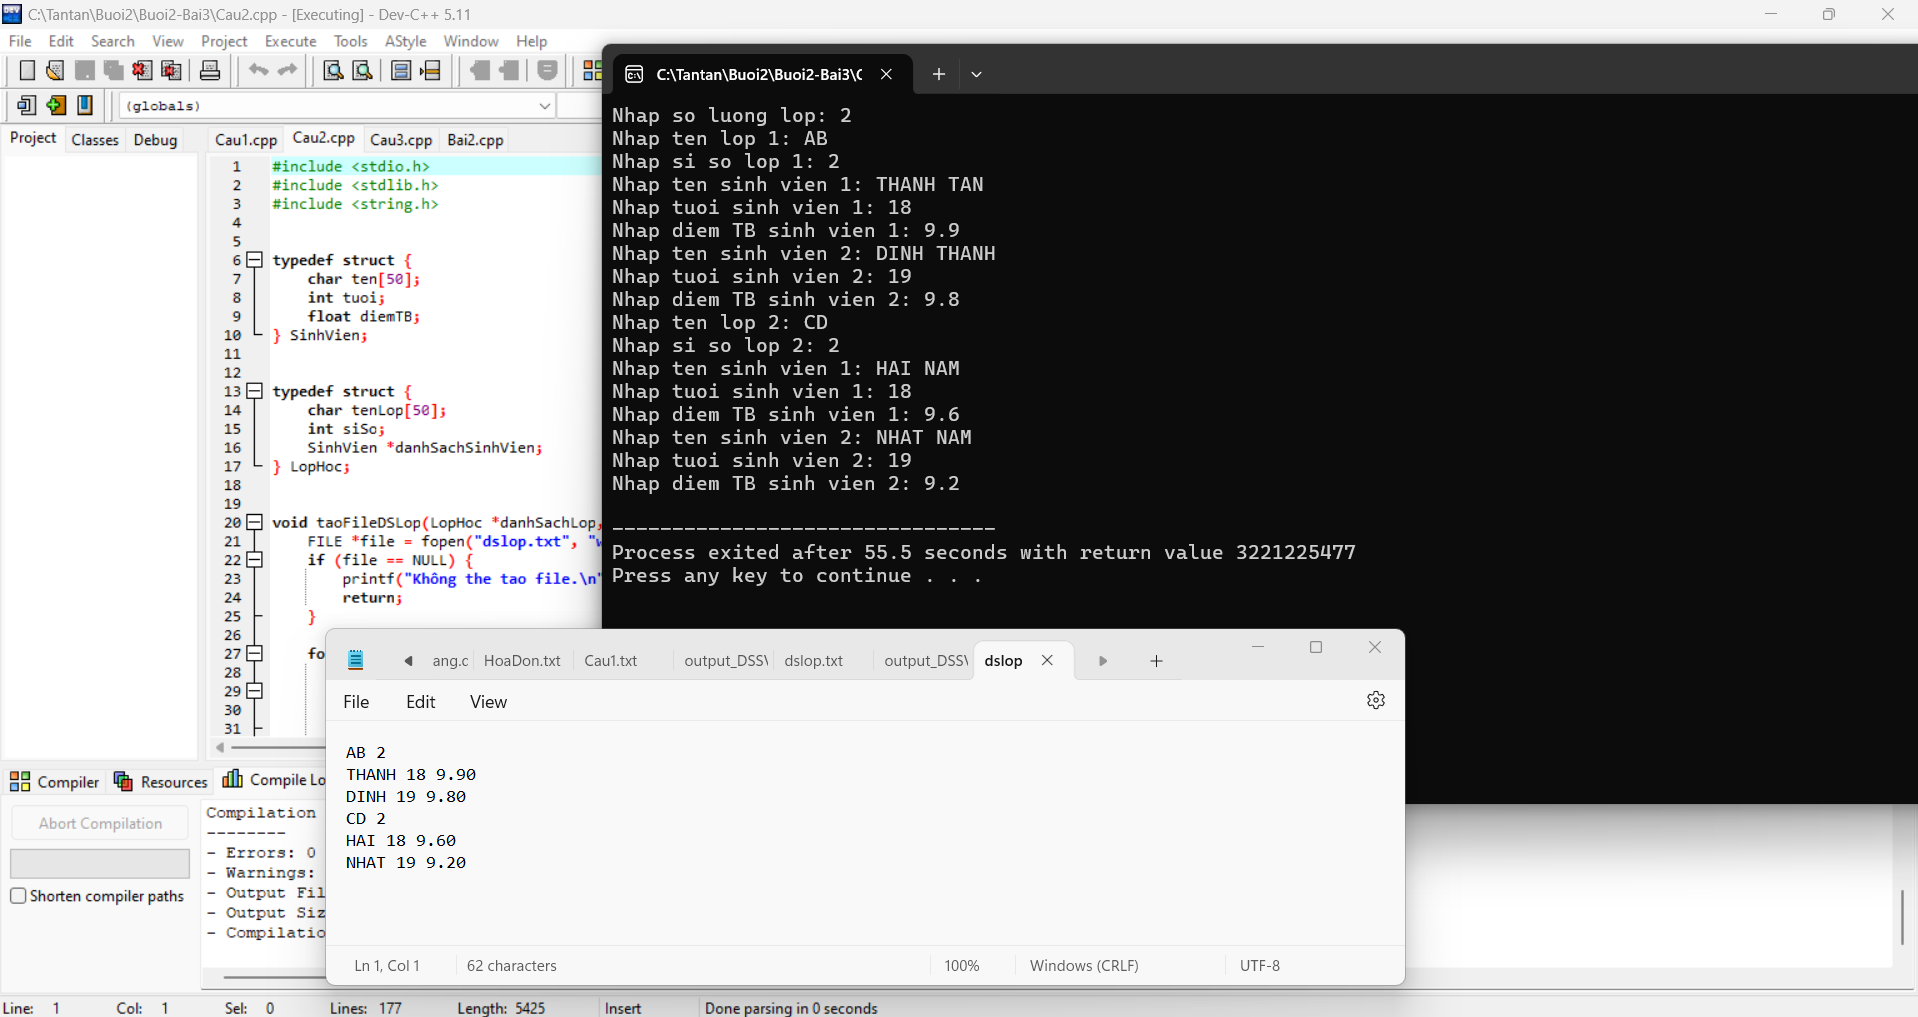 C:\Tantan\Buoi2\Buoi2-Bai3\Cau2.cpp - [Executing] - Dev-C++ 5.11
File Edit Search View Project Execute Tools AStyle Window Help
(globals)
Project Classes Debug
Cau1.cpp Cau2.cpp Cau3.cpp Bai2.cpp
1 #include <stdio.h>
2 #include <stdlib.h>
3 #include <string.h>
4
5
6 typedef struct {
7 char ten[50];
8 int tuoi;
9 float diemTB;
10 } SinhVien;
11
12
13 typedef struct {
14 char tenLop[50];
15 int siSo;
16 SinhVien *danhSachSinhVien;
17 } LopHoc;
18
19
20 void taoFileDSLop(LopHoc *danhSachLop,
21 FILE *file = fopen("dslop.txt", "w
22 if (file == NULL) {
23 printf("Không the tao file.\n"
24 return;
25 }
26
27 fo
28
29
30
31
C:\Tantan\Buoi2\Buoi2-Bai3\C
Nhap so luong lop: 2
Nhap ten lop 1: AB
Nhap si so lop 1: 2
Nhap ten sinh vien 1: THANH TAN
Nhap tuoi sinh vien 1: 18
Nhap diem TB sinh vien 1: 9.9
Nhap ten sinh vien 2: DINH THANH
Nhap tuoi sinh vien 2: 19
Nhap diem TB sinh vien 2: 9.8
Nhap ten lop 2: CD
Nhap si so lop 2: 2
Nhap ten sinh vien 1: HAI NAM
Nhap tuoi sinh vien 1: 18
Nhap diem TB sinh vien 1: 9.6
Nhap ten sinh vien 2: NHAT NAM
Nhap tuoi sinh vien 2: 19
Nhap diem TB sinh vien 2: 9.2
--------------------------------
Process exited after 55.5 seconds with return value 3221225477
Press any key to continue . . .
ang.c HoaDon.txt Cau1.txt output_DSS\ dslop.txt output_DSS\ dslop
File Edit View
AB 2
THANH 18 9.90
DINH 19 9.80
CD 2
HAI 18 9.60
NHAT 19 9.20
Ln 1, Col 1 62 characters 100% Windows (CRLF) UTF-8
Compiler Resources Compile Lo
Abort Compilation
Shorten compiler paths
Compilation
--------
- Errors: 0
- Warnings:
- Output Fil
- Output Siz
- Compilatio
Line: 1 Col: 1 Sel: 0 Lines: 177 Length: 5425 Insert Done parsing in 0 seconds